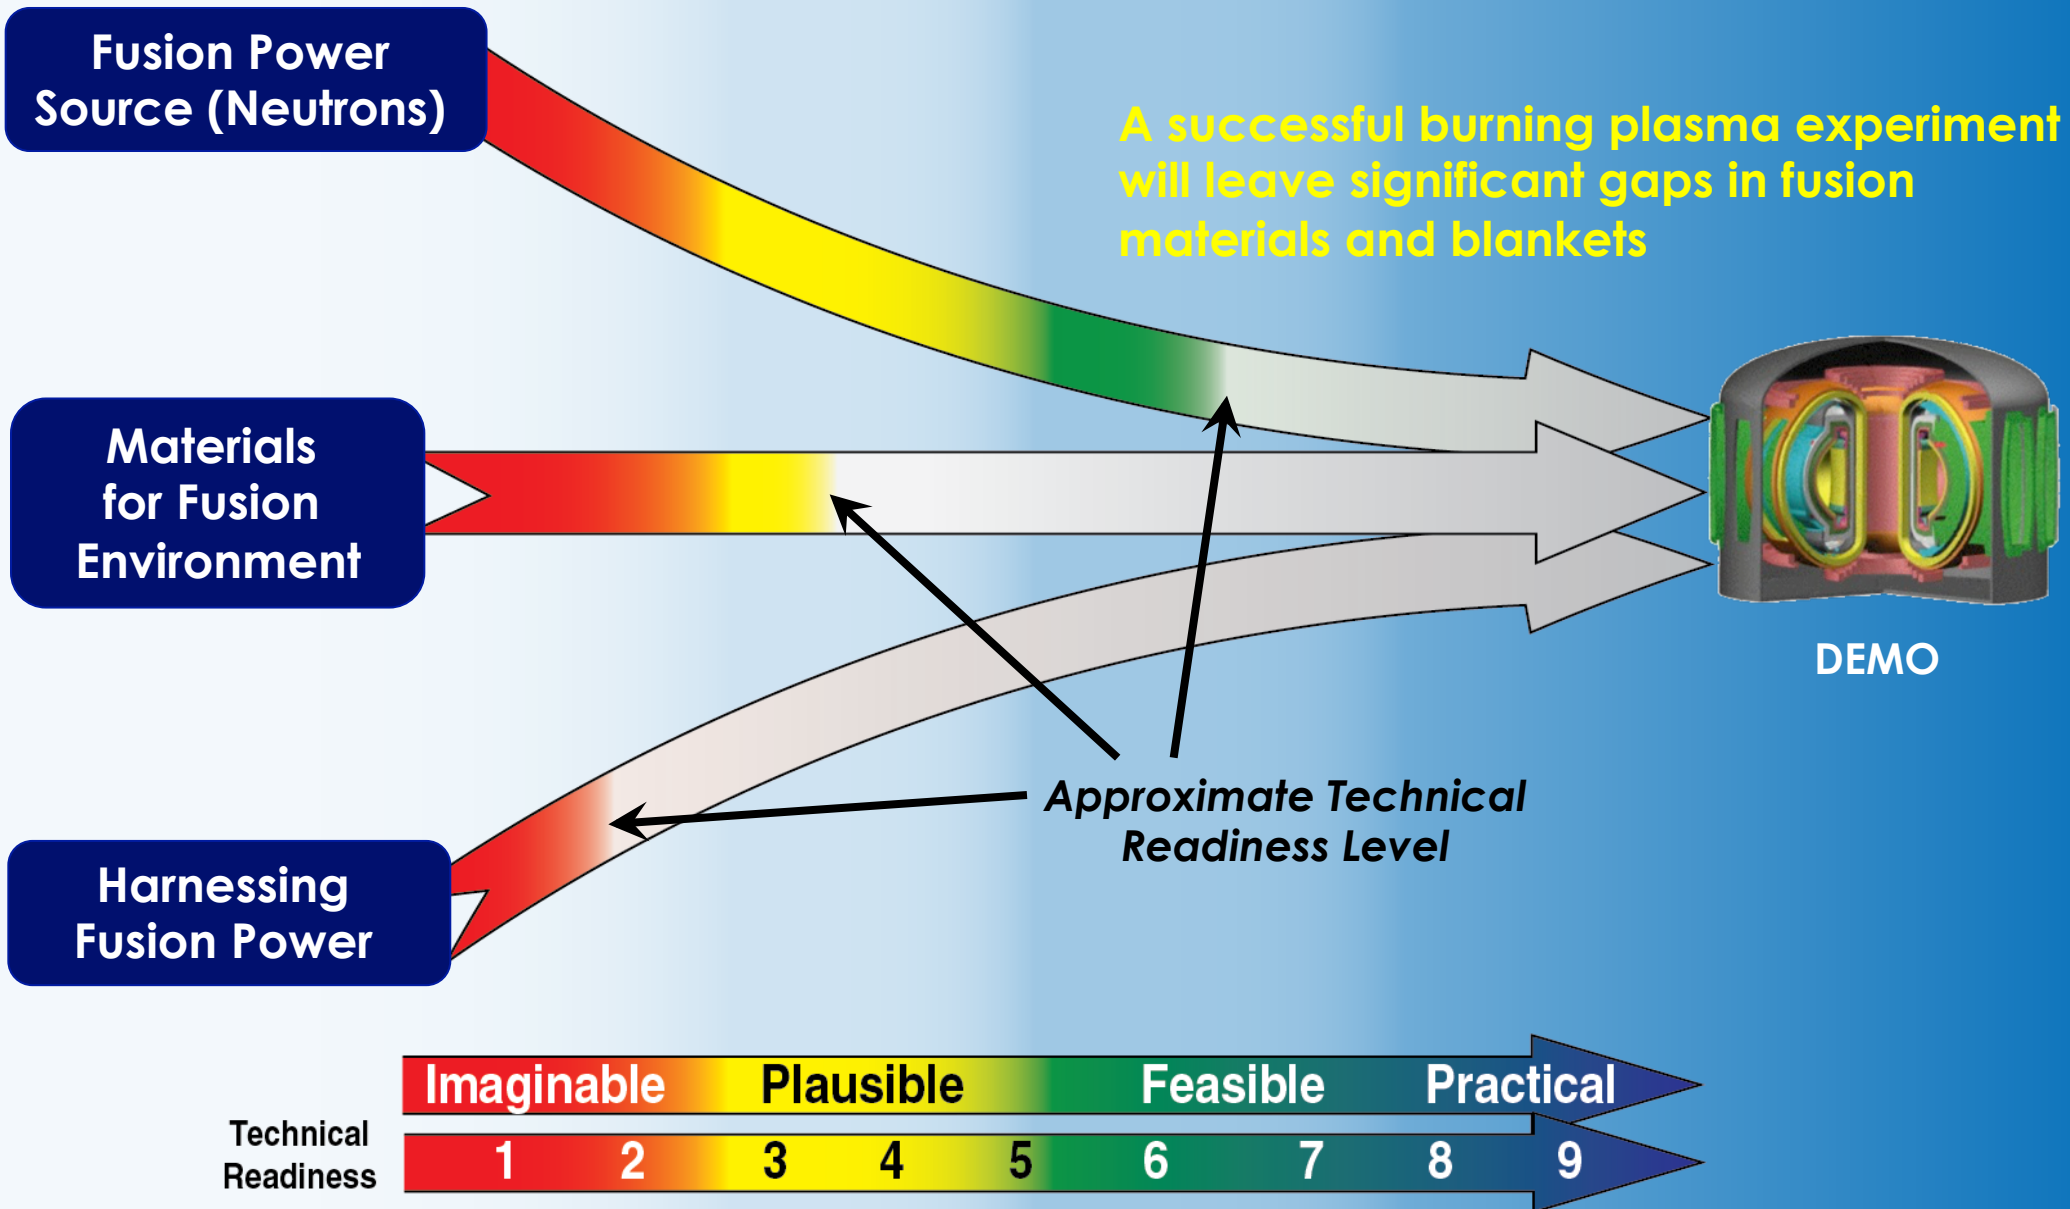 Fusion Power
Source (Neutrons)
A successful burning plasma experiment
will leave significant gaps in fusion
materials and blankets
Materials
for Fusion
Environment
DEMO
Approximate Technical
Readiness Level
Harnessing
Fusion Power
Imaginable Plausible Feasible Practical
Technical
Readiness
1 2 3 4 5 6 7 8 9